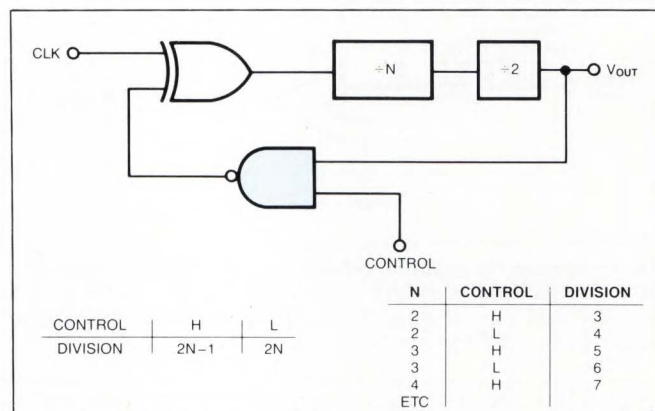 CLK
÷N
÷2
VOUT
CONTROL
CONTROL H L
DIVISION 2N−1 2N
N CONTROL DIVISION
2 H 3
2 L 4
3 H 5
3 L 6
4 H 7
ETC